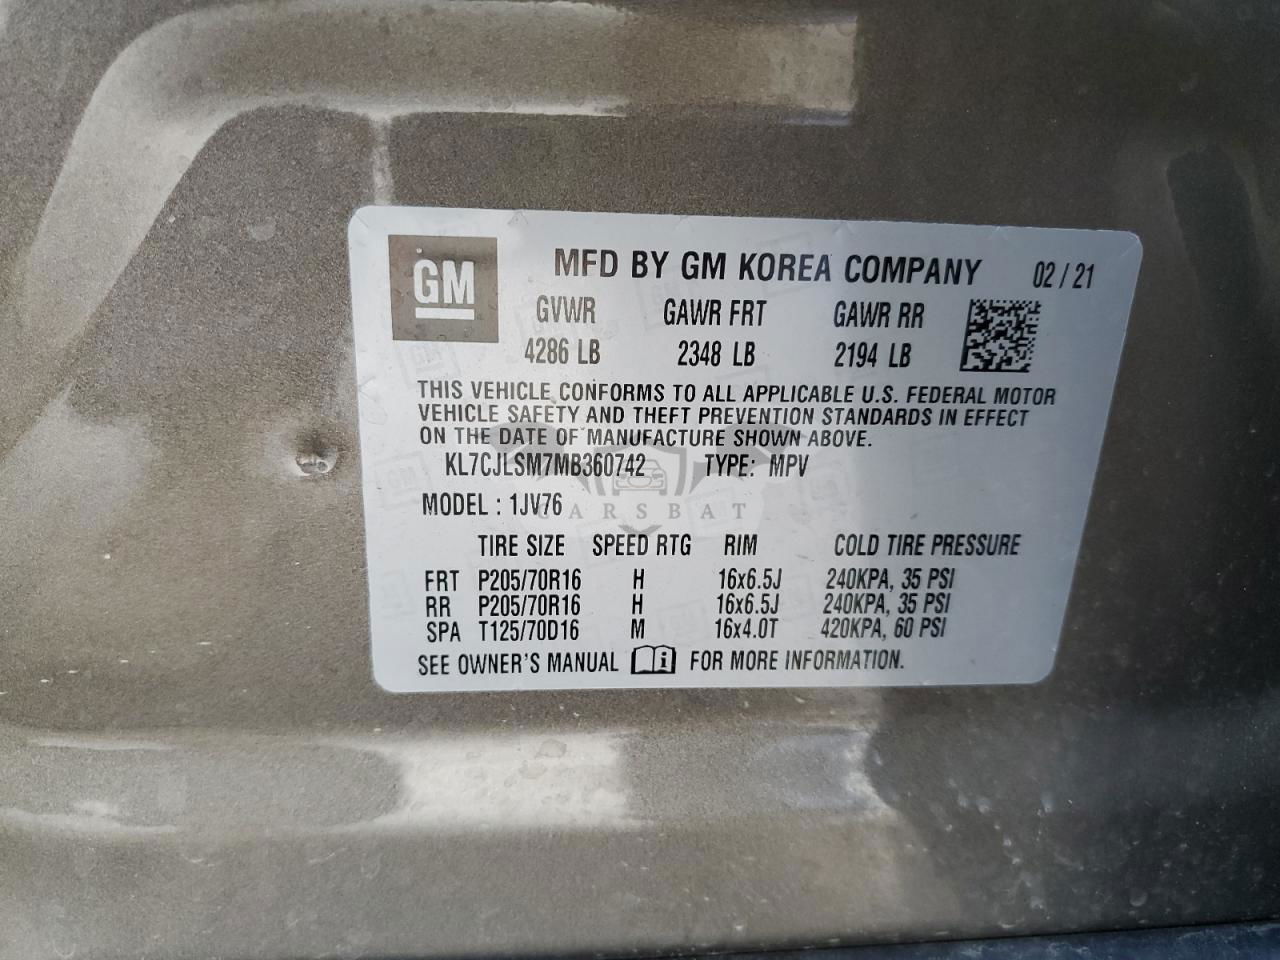 GM
MFD BY GM KOREA COMPANY 02 / 21
GVWR GAWR FRT GAWR RR
4286 LB 2348 LB 2194 LB
THIS VEHICLE CONFORMS TO ALL APPLICABLE U.S. FEDERAL MOTOR
VEHICLE SAFETY AND THEFT PREVENTION STANDARDS IN EFFECT
ON THE DATE OF MANUFACTURE SHOWN ABOVE.
KL7CJLSM7MB360742 TYPE: MPV
MODEL : 1JV76
CARSBAT
TIRE SIZE SPEED RTG RIM COLD TIRE PRESSURE
FRT P205/70R16 H 16x6.5J 240KPA, 35 PSI
RR P205/70R16 H 16x6.5J 240KPA, 35 PSI
SPA T125/70D16 M 16x4.0T 420KPA, 60 PSI
SEE OWNER'S MANUAL i FOR MORE INFORMATION.